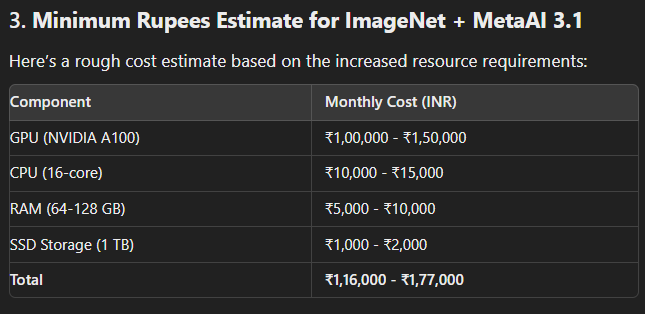 3. Minimum Rupees Estimate for ImageNet + MetaAI 3.1
Here's a rough cost estimate based on the increased resource requirements:
Component Monthly Cost (INR)
GPU (NVIDIA A100) ₹1,00,000 - ₹1,50,000
CPU (16-core) ₹10,000 - ₹15,000
RAM (64-128 GB) ₹5,000 - ₹10,000
SSD Storage (1 TB) ₹1,000 - ₹2,000
Total ₹1,16,000 - ₹1,77,000